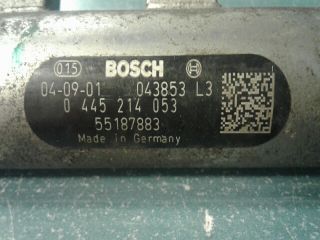 015 BOSCH
04-09-01 043853 L3
0 445 214 053
55187883
Made in Germany